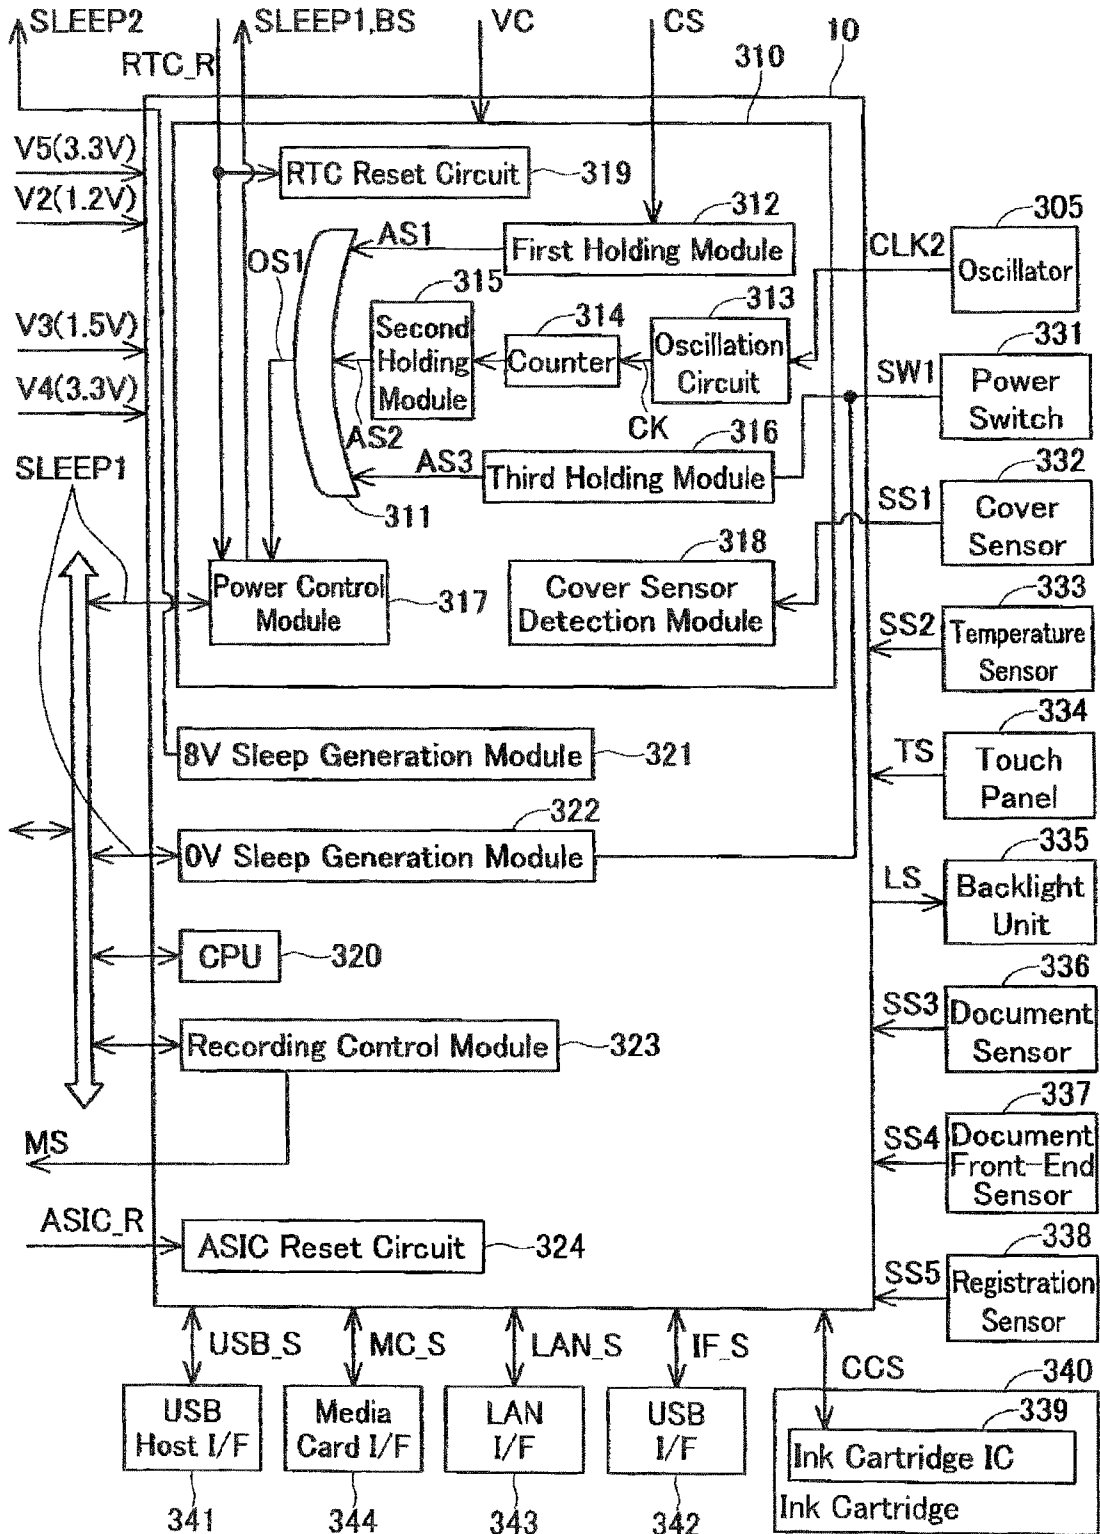 SLEEP2
SLEEP1,BS
VC
CS
10
RTC_R
310
V5(3.3V)
V2(1.2V)
V3(1.5V)
V4(3.3V)
SLEEP1
RTC Reset Circuit
319
312
First Holding Module
AS1
OS1
315
Second
Holding
Module
314
Counter
313
Oscillation
Circuit
CLK2
305
Oscillator
AS2
CK
SW1
331
Power
Switch
316
Third Holding Module
AS3
311
SS1
332
Cover
Sensor
318
Cover Sensor
Detection Module
Power Control
Module
317
SS2
333
Temperature
Sensor
8V Sleep Generation Module
321
TS
334
Touch
Panel
322
0V Sleep Generation Module
LS
335
Backlight
Unit
CPU
320
SS3
336
Document
Sensor
Recording Control Module
323
MS
SS4
337
Document
Front-End
Sensor
ASIC_R
ASIC Reset Circuit
324
SS5
338
Registration
Sensor
USB_S
MC_S
LAN_S
IF_S
CCS
340
USB
Host I/F
341
Media
Card I/F
344
LAN
I/F
343
USB
I/F
342
339
Ink Cartridge IC
Ink Cartridge